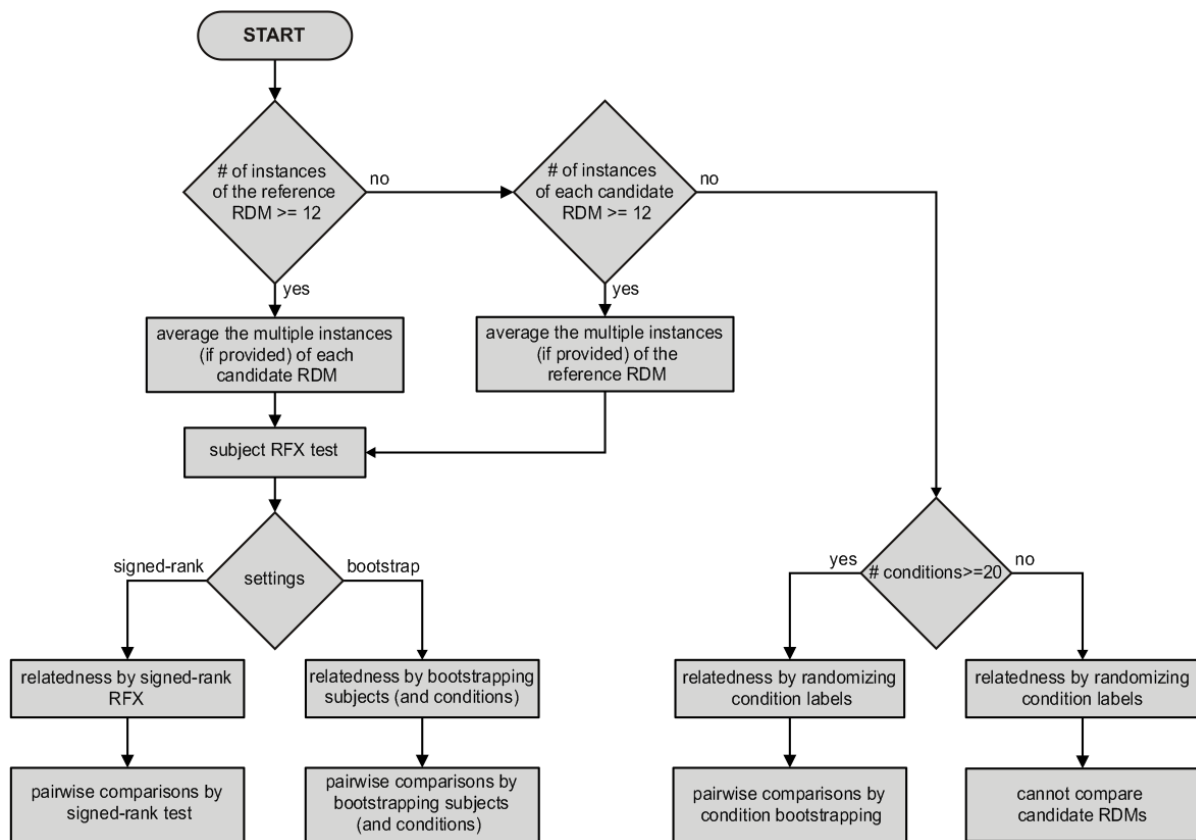 START
# of instances
of the reference
RDM >= 12
no
# of instances
of each candidate
RDM >= 12
no
yes
yes
average the multiple instances
(if provided) of each
candidate RDM
average the multiple instances
(if provided) of the
reference RDM
subject RFX test
signed-rank
settings
bootstrap
yes
# conditions>=20
no
relatedness by signed-rank
RFX
relatedness by bootstrapping
subjects (and conditions)
relatedness by randomizing
condition labels
relatedness by randomizing
condition labels
pairwise comparisons by
signed-rank test
pairwise comparisons by
bootstrapping subjects
(and conditions)
pairwise comparisons by
condition bootstrapping
cannot compare
candidate RDMs